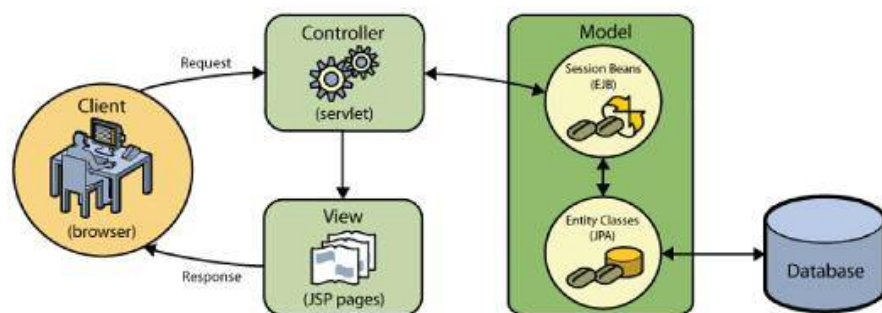 Client
(browser)
Request
Controller
(servlet)
View
(JSP pages)
Response
Model
Session Beans
(EJB)
Entity Classes
(JPA)
Database